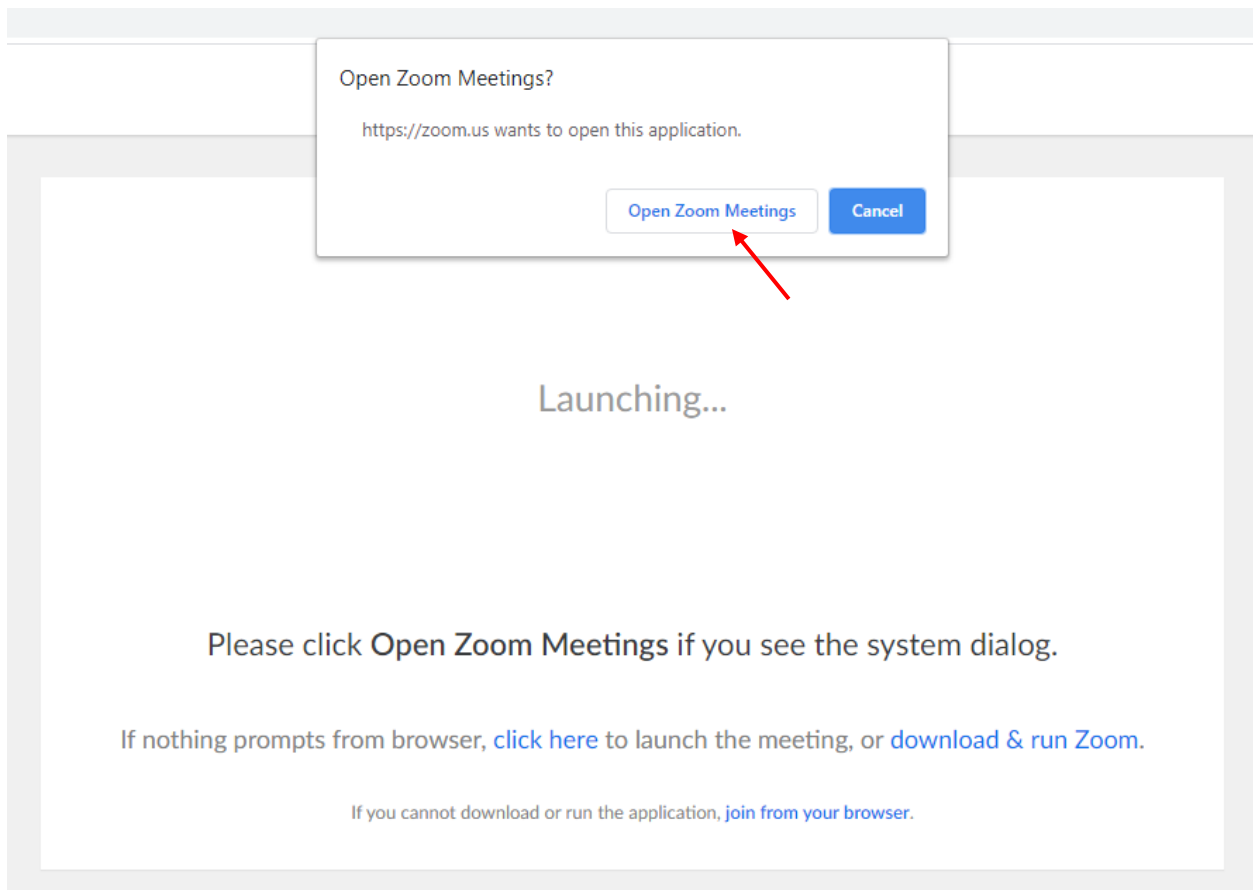 Open Zoom Meetings?
https://zoom.us wants to open this application.
Open Zoom Meetings Cancel
Launching...
Please click Open Zoom Meetings if you see the system dialog.
If nothing prompts from browser, click here to launch the meeting, or download & run Zoom.
If you cannot download or run the application, join from your browser.